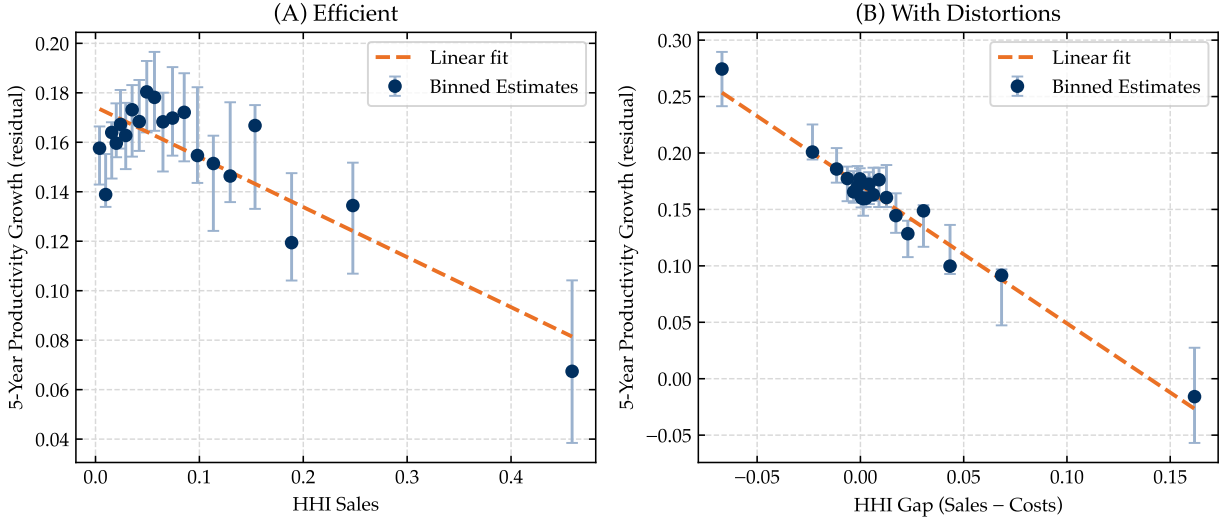 (A) Efficient
5-Year Productivity Growth (residual)
0.20
0.18
0.16
0.14
0.12
0.10
0.08
0.06
0.04
Linear fit
Binned Estimates
0.0
0.1
0.2
0.3
0.4
HHI Sales
(B) With Distortions
5-Year Productivity Growth (residual)
0.30
0.25
0.20
0.15
0.10
0.05
0.00
−0.05
Linear fit
Binned Estimates
−0.05
0.00
0.05
0.10
0.15
HHI Gap (Sales − Costs)